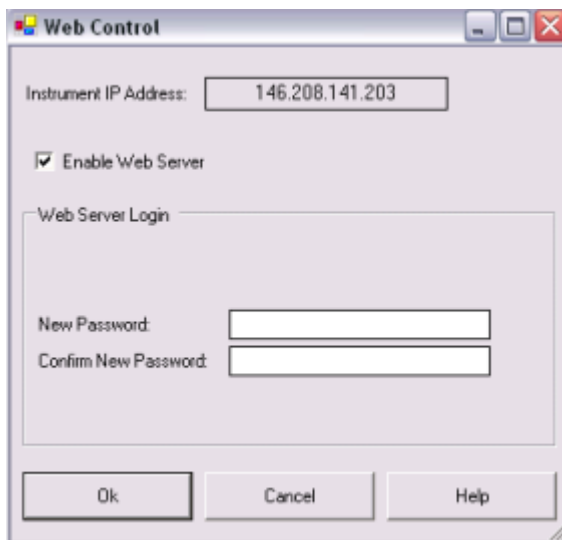 Web Control
Instrument IP Address: 146.208.141.203
Enable Web Server
Web Server Login
New Password:
Confirm New Password:
Ok Cancel Help